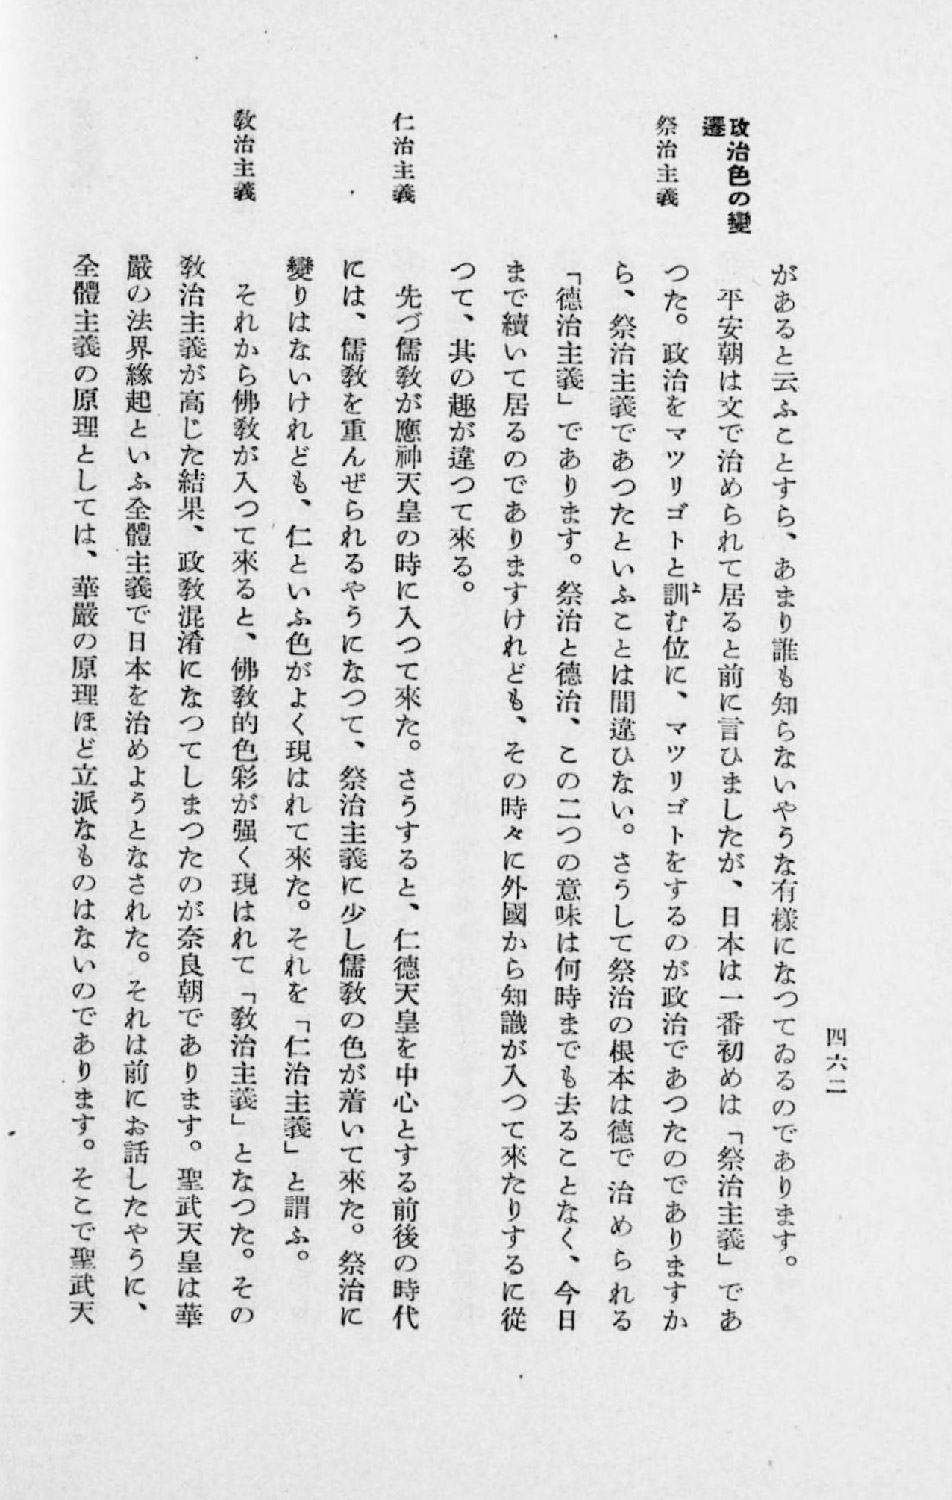 四六二
があると云ふことすら、あまり誰も知らないやうな有様になつてゐるのであります。
政治色の變
遷
平安朝は文で治められて居ると前に言ひましたが、日本は一番初めは「祭治主義」であ
祭治主義
つた。政治をマツリゴトと訓む位に、マツリゴトをするのが政治であつたのでありますか
よ
ら、祭治主義であつたといふことは間違ひない。さうして祭治の根本は德で治められる
「德治主義」であります。祭治と德治、この二つの意味は何時までも去ることなく、今日
まで續いて居るのでありますけれども、その時々に外國から知識が入つて來たりするに從
つて、其の趣が違つて來る。
仁治主義
先づ儒敎が應神天皇の時に入つて來た。さうすると、仁德天皇を中心とする前後の時代
には、儒敎を重んぜられるやうになつて、祭治主義に少し儒敎の色が着いて來た。祭治に
變りはないけれども、仁といふ色がよく現はれて來た。それを「仁治主義」と謂ふ。
敎治主義
それから佛敎が入つて來ると、佛敎的色彩が强く現はれて「敎治主義」となつた。その
敎治主義が高じた結果、政敎混淆になつてしまつたのが奈良朝であります。聖武天皇は華
嚴の法界緣起といふ全體主義で日本を治めようとなされた。それは前にお話したやうに、
全體主義の原理としては、華嚴の原理ほど立派なものはないのであります。そこで聖武天